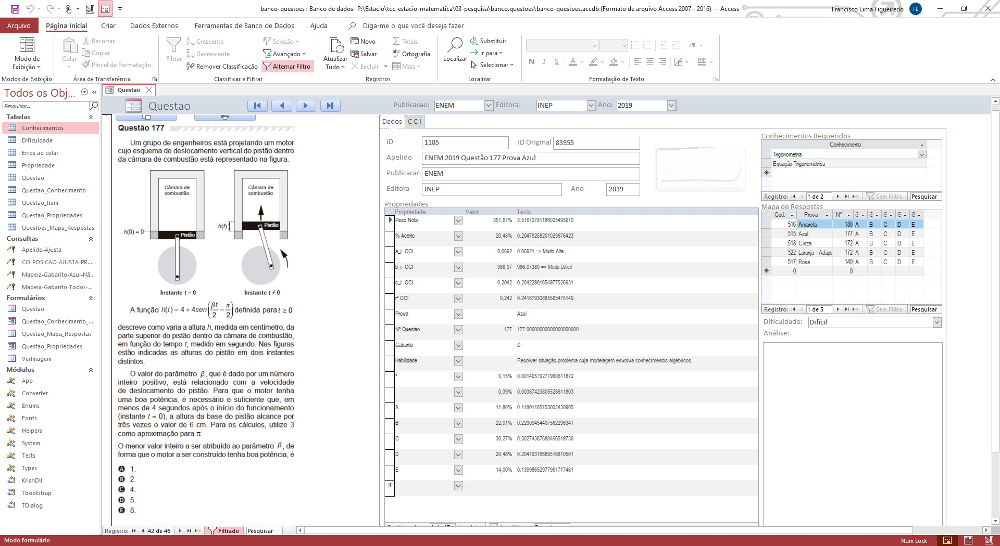 banco-questoes : Banco de dados- P:\Estacio\tcc-estacio-matematica\03-pesquisa\banco.questoes\banco-questoes.accdb (Formato de arquivo Access 2007 - 2016) - Access
Francisco Lima Figueiredo FL
Arquivo Página Inicial Criar Dados Externos Ferramentas de Banco de Dados Ajuda Diga-me o que você deseja fazer
Modo de Exibição
Modos de Exibição
Colar
Recortar
Copiar
Pincel de Formatação
Área de Transferência
Filtrar
Crescente
Decrescente
Remover Classificação
Seleção
Avançado
Alternar Filtro
Classificar e Filtrar
Atualizar Tudo
Novo
Salvar
Excluir
Totais
Ortografia
Mais
Registros
Localizar
Substituir
Ir para
Selecionar
Localizar
N I S
Formatação de Texto
Todos os Obj...
Pesquisar...
Tabelas
Conhecimentos
Dificuldade
Erros ao colar
Propriedade
Questao
Questao_Conhecimento
Questao_Item
Questao_Propriedades
Questoes_Mapa_Respostas
Consultas
Apelido-Ajusta
CO-POSICAO-AJUSTA-PR...
Mapeia-Gabarito-Azul-Nã...
Mapeia-Gabarito-Todos-...
Formulários
Questao
Questao_Conhecimento_...
Questao_Mapa_Respostas
Questao_Propriedades
VerImagem
Módulos
App
Converter
Enums
Fonts
Helpers
System
Tests
Types
KrishDll
Tbootstrap
TDialog
Questao
Questao
Publicacao: ENEM Editora: INEP Ano: 2019
Questão 177
Um grupo de engenheiros está projetando um motor
cujo esquema de deslocamento vertical do pistão dentro
da câmara de combustão está representado na figura.
Câmara de combustão
Câmara de combustão
h(0) = 0
Pistão
h(t)
Pistão
Instante t = 0
Instante t ≠ 0
A função h(t) = 4 + 4sen(βt/2 − π/2) definida para t ≥ 0
descreve como varia a altura h, medida em centímetro, da
parte superior do pistão dentro da câmara de combustão,
em função do tempo t, medido em segundo. Nas figuras
estão indicadas as alturas do pistão em dois instantes
distintos.
O valor do parâmetro β, que é dado por um número
inteiro positivo, está relacionado com a velocidade
de deslocamento do pistão. Para que o motor tenha
uma boa potência, é necessário e suficiente que, em
menos de 4 segundos após o início do funcionamento
(instante t = 0), a altura da base do pistão alcance por
três vezes o valor de 6 cm. Para os cálculos, utilize 3
como aproximação para π.
O menor valor inteiro a ser atribuído ao parâmetro β, de
forma que o motor a ser construído tenha boa potência, é
A 1.
B 2.
C 4.
D 5.
E 8.
Dados C C I
ID 1185 ID Original 83955
Apelido ENEM 2019 Questão 177 Prova Azul
Publicacao ENEM
Editora INEP Ano 2019
Propriedades
Propriedade Valor Texto
Peso Nota 351,67% 3.51672781186025495970
% Acerto 20,48% 0.20479258201029676423
a_i CCI 0,0692 0.06921 => Muito Alta
b_i CCI 986,07 986.07380 => Muito Dificil
c_i CCI 0,2042 0.20422981654977528931
r² CCI 0,242 0.24187930885583475149
Prova Azul
Nº Questao 177 177.00000000000000000000
Gabarito D
Habilidade Resolver situação-problema cuja modelagem envolva conhecimentos algébricos.
* 0,15% 0.00149579277960611872
. 0,39% 0.00387423805528611803
A 11,80% 0.11801185153003430905
B 22,91% 0.22909454407562296341
C 30,27% 0.30274387688466519730
D 20,48% 0.20479316689516810501
E 14,00% 0.13998652977961717481
Conhecimentos Requeridos
Conhecimento
Trigonometria
Equação Trigonométrica
Registro: 1 de 2 Sem Filtro Pesquisar
Mapa de Respostas
Cod. Prova Nº G G G G G
516 Amarela 180 A B C D E
515 Azul 177 A B C D E
518 Cinza 172 A B C D E
522 Laranja - Adapt 172 A B C D E
517 Rosa 140 A B C D E
0 0
Registro: 1 de 5 Sem Filtro Pesquisar
Dificuldade: Difícil
Análise:
Registro: 42 de 46 Filtrado Pesquisar
Modo formulário
Num Lock